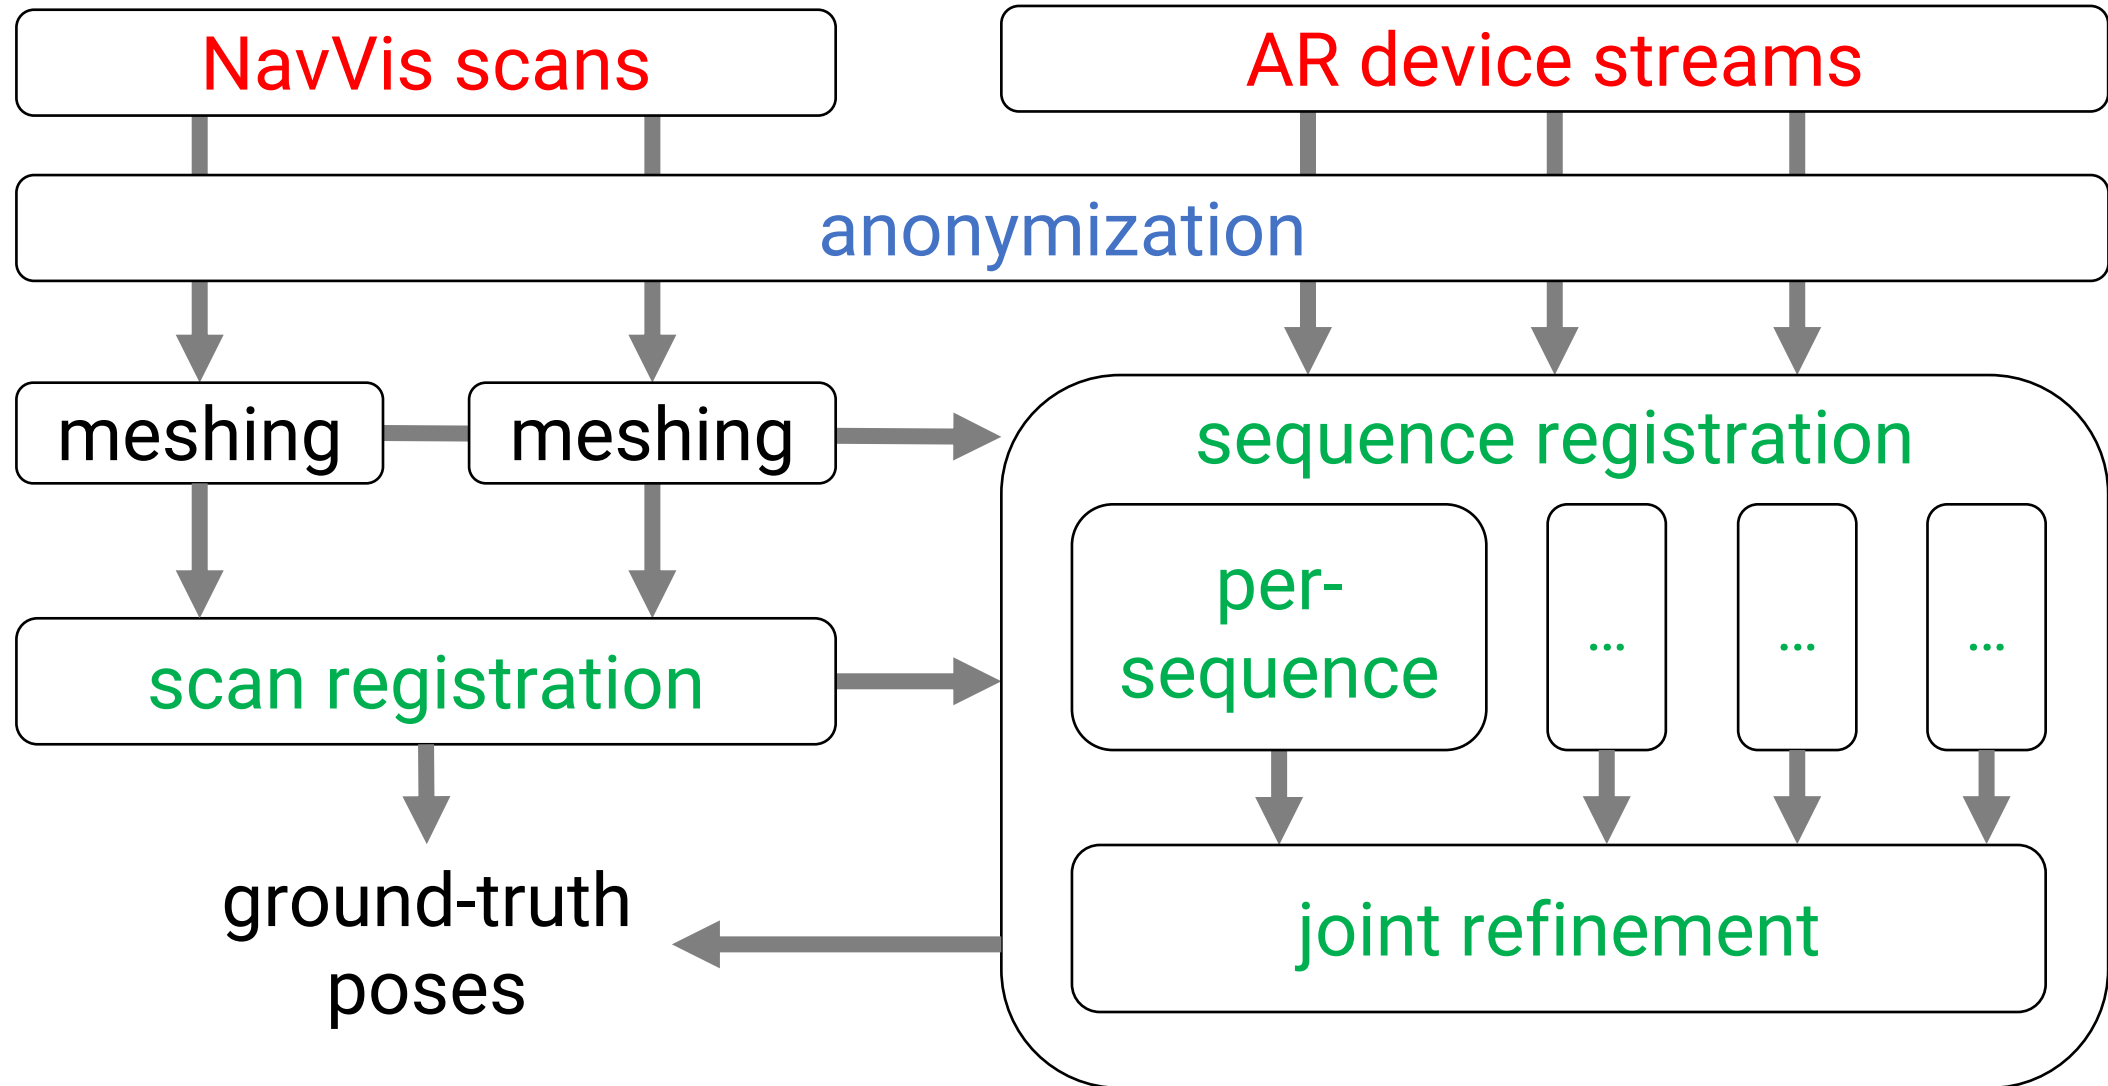 NavVis scans
AR device streams
anonymization
meshing
meshing
sequence registration
per-
sequence
...
...
...
scan registration
joint refinement
ground-truth
poses